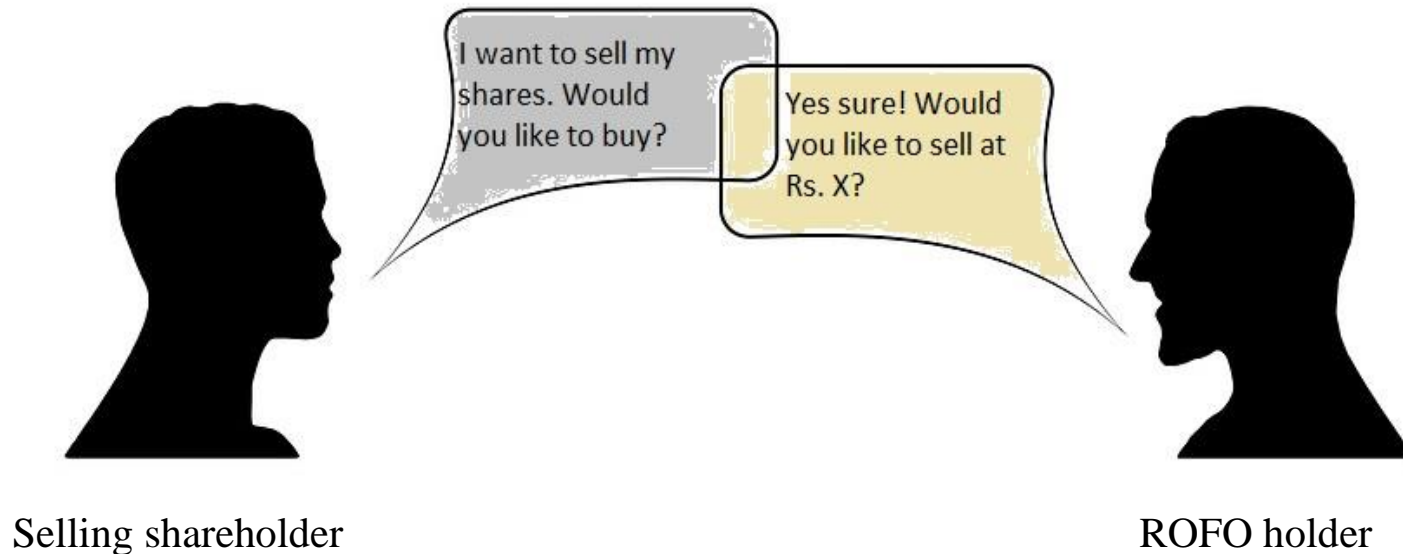 I want to sell my
shares. Would
you like to buy?
Yes sure! Would
you like to sell at
Rs. X?
Selling shareholder
ROFO holder